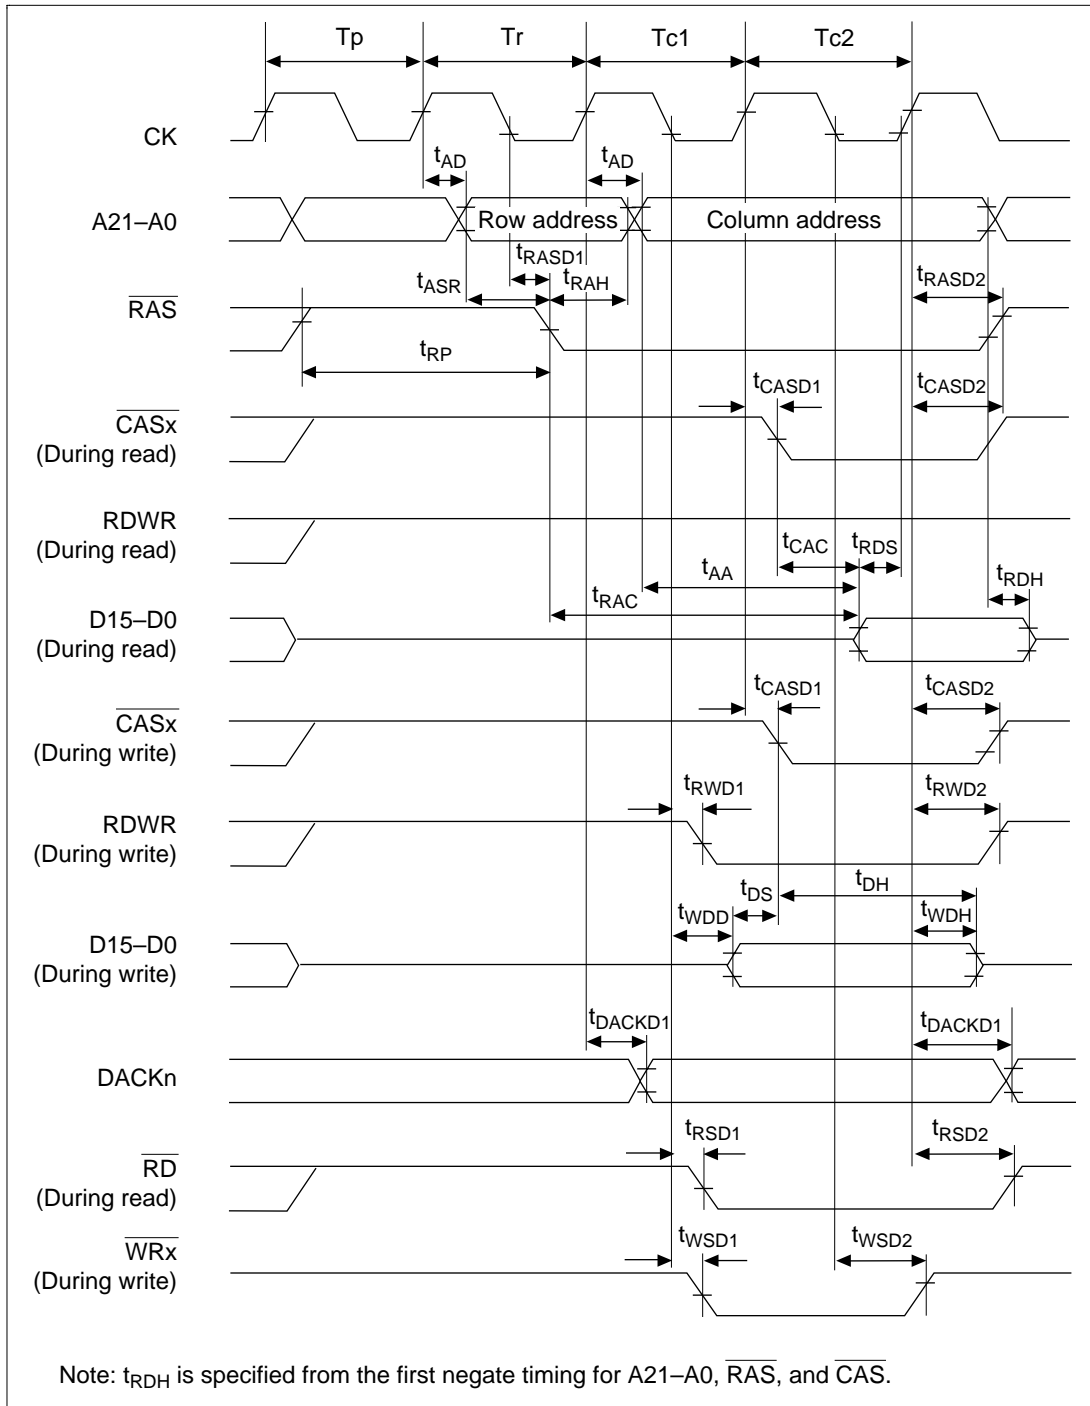 Tp Tr Tc1 Tc2
CK
tAD tAD
A21–A0 Row address Column address
tRASD1
tASR tRAH tRASD2
RAS
tRP
tCASD1 tCASD2
CASx
(During read)
RDWR
(During read)
tCAC tRDS
tAA tRDH
tRAC
D15–D0
(During read)
tCASD1 tCASD2
CASx
(During write)
tRWD1 tRWD2
RDWR
(During write)
tDS tDH
tWDD tWDH
D15–D0
(During write)
tDACKD1 tDACKD1
DACKn
tRSD1 tRSD2
RD
(During read)
tWSD1 tWSD2
WRx
(During write)
Note: tRDH is specified from the first negate timing for A21–A0, RAS, and CAS.